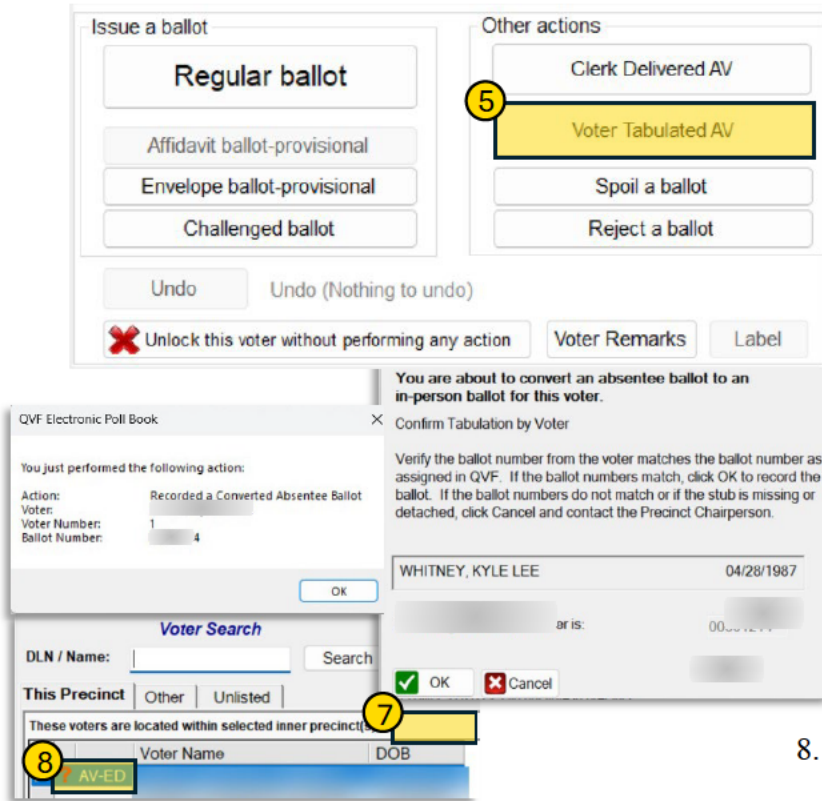 Issue a ballot
Regular ballot
Affidavit ballot-provisional
Envelope ballot-provisional
Challenged ballot
Other actions
Clerk Delivered AV
5
Voter Tabulated AV
Spoil a ballot
Reject a ballot
Undo
Undo (Nothing to undo)
Unlock this voter without performing any action
Voter Remarks
Label
QVF Electronic Poll Book
You just performed the following action:
Action: Recorded a Converted Absentee Ballot
Voter:
Voter Number: 1
Ballot Number: 4
OK
You are about to convert an absentee ballot to an
in-person ballot for this voter.
Confirm Tabulation by Voter
Verify the ballot number from the voter matches the ballot number as
assigned in QVF. If the ballot numbers match, click OK to record the
ballot. If the ballot numbers do not match or if the stub is missing or
detached, click Cancel and contact the Precinct Chairperson.
WHITNEY, KYLE LEE 04/28/1987
is:
OK
Cancel
Voter Search
DLN / Name:
Search
This Precinct
Other
Unlisted
These voters are located within selected inner precinct(s)
7
Voter Name
DOB
8
? AV-ED
8.